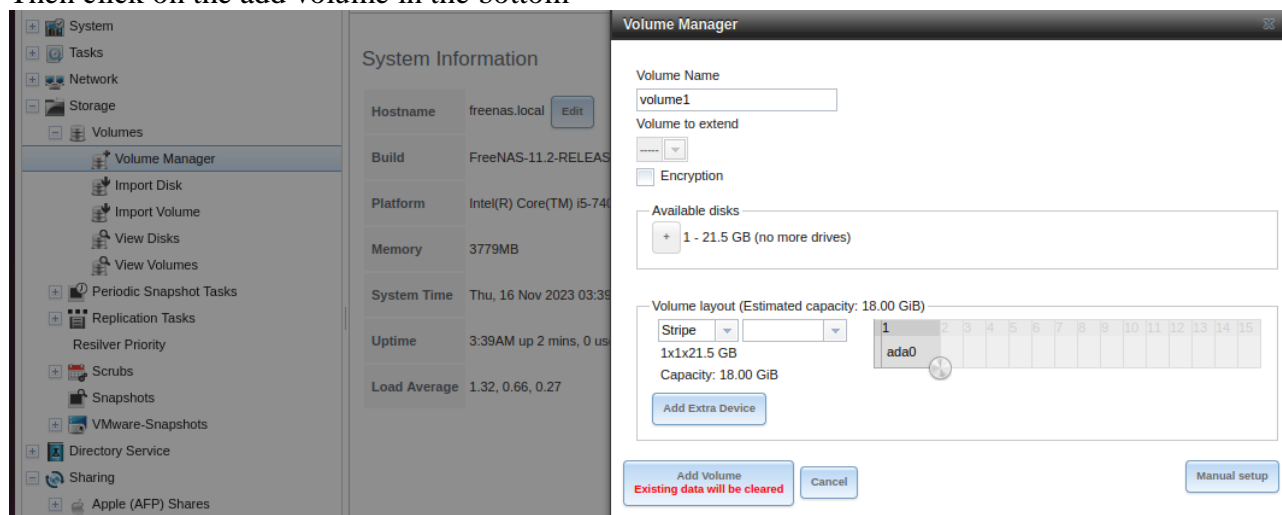 Then click on the add volume in the bottom
System
Tasks
Network
Storage
Volumes
Volume Manager
Import Disk
Import Volume
View Disks
View Volumes
Periodic Snapshot Tasks
Replication Tasks
Resilver Priority
Scrubs
Snapshots
VMware-Snapshots
Directory Service
Sharing
Apple (AFP) Shares
System Information
Hostname freenas.local Edit
Build FreeNAS-11.2-RELEAS
Platform Intel(R) Core(TM) i5-740
Memory 3779MB
System Time Thu, 16 Nov 2023 03:39
Uptime 3:39AM up 2 mins, 0 us
Load Average 1.32, 0.66, 0.27
Volume Manager
Volume Name
volume1
Volume to extend
-----
Encryption
Available disks
+ 1 - 21.5 GB (no more drives)
Volume layout (Estimated capacity: 18.00 GiB)
Stripe
1 2 3 4 5 6 7 8 9 10 11 12 13 14 15
ada0
1x1x21.5 GB
Capacity: 18.00 GiB
Add Extra Device
Add Volume
Existing data will be cleared
Cancel
Manual setup